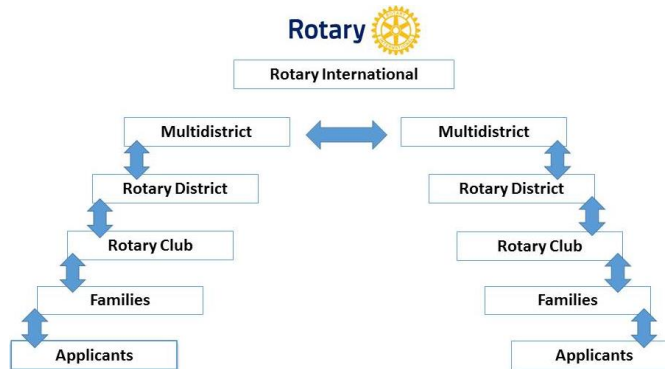 Rotary
Rotary International
Multidistrict
Multidistrict
Rotary District
Rotary District
Rotary Club
Rotary Club
Families
Families
Applicants
Applicants